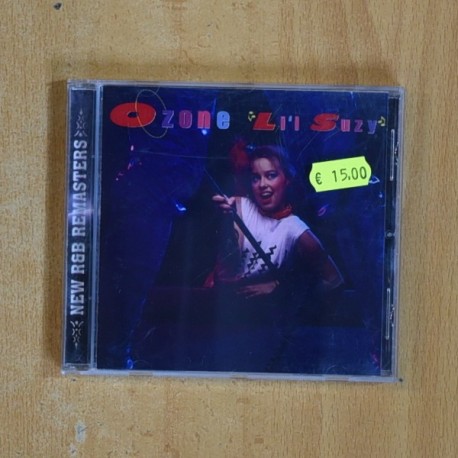 Ozone "Li'l Suzy"
€ 15,00
NEW R&B REMASTERS